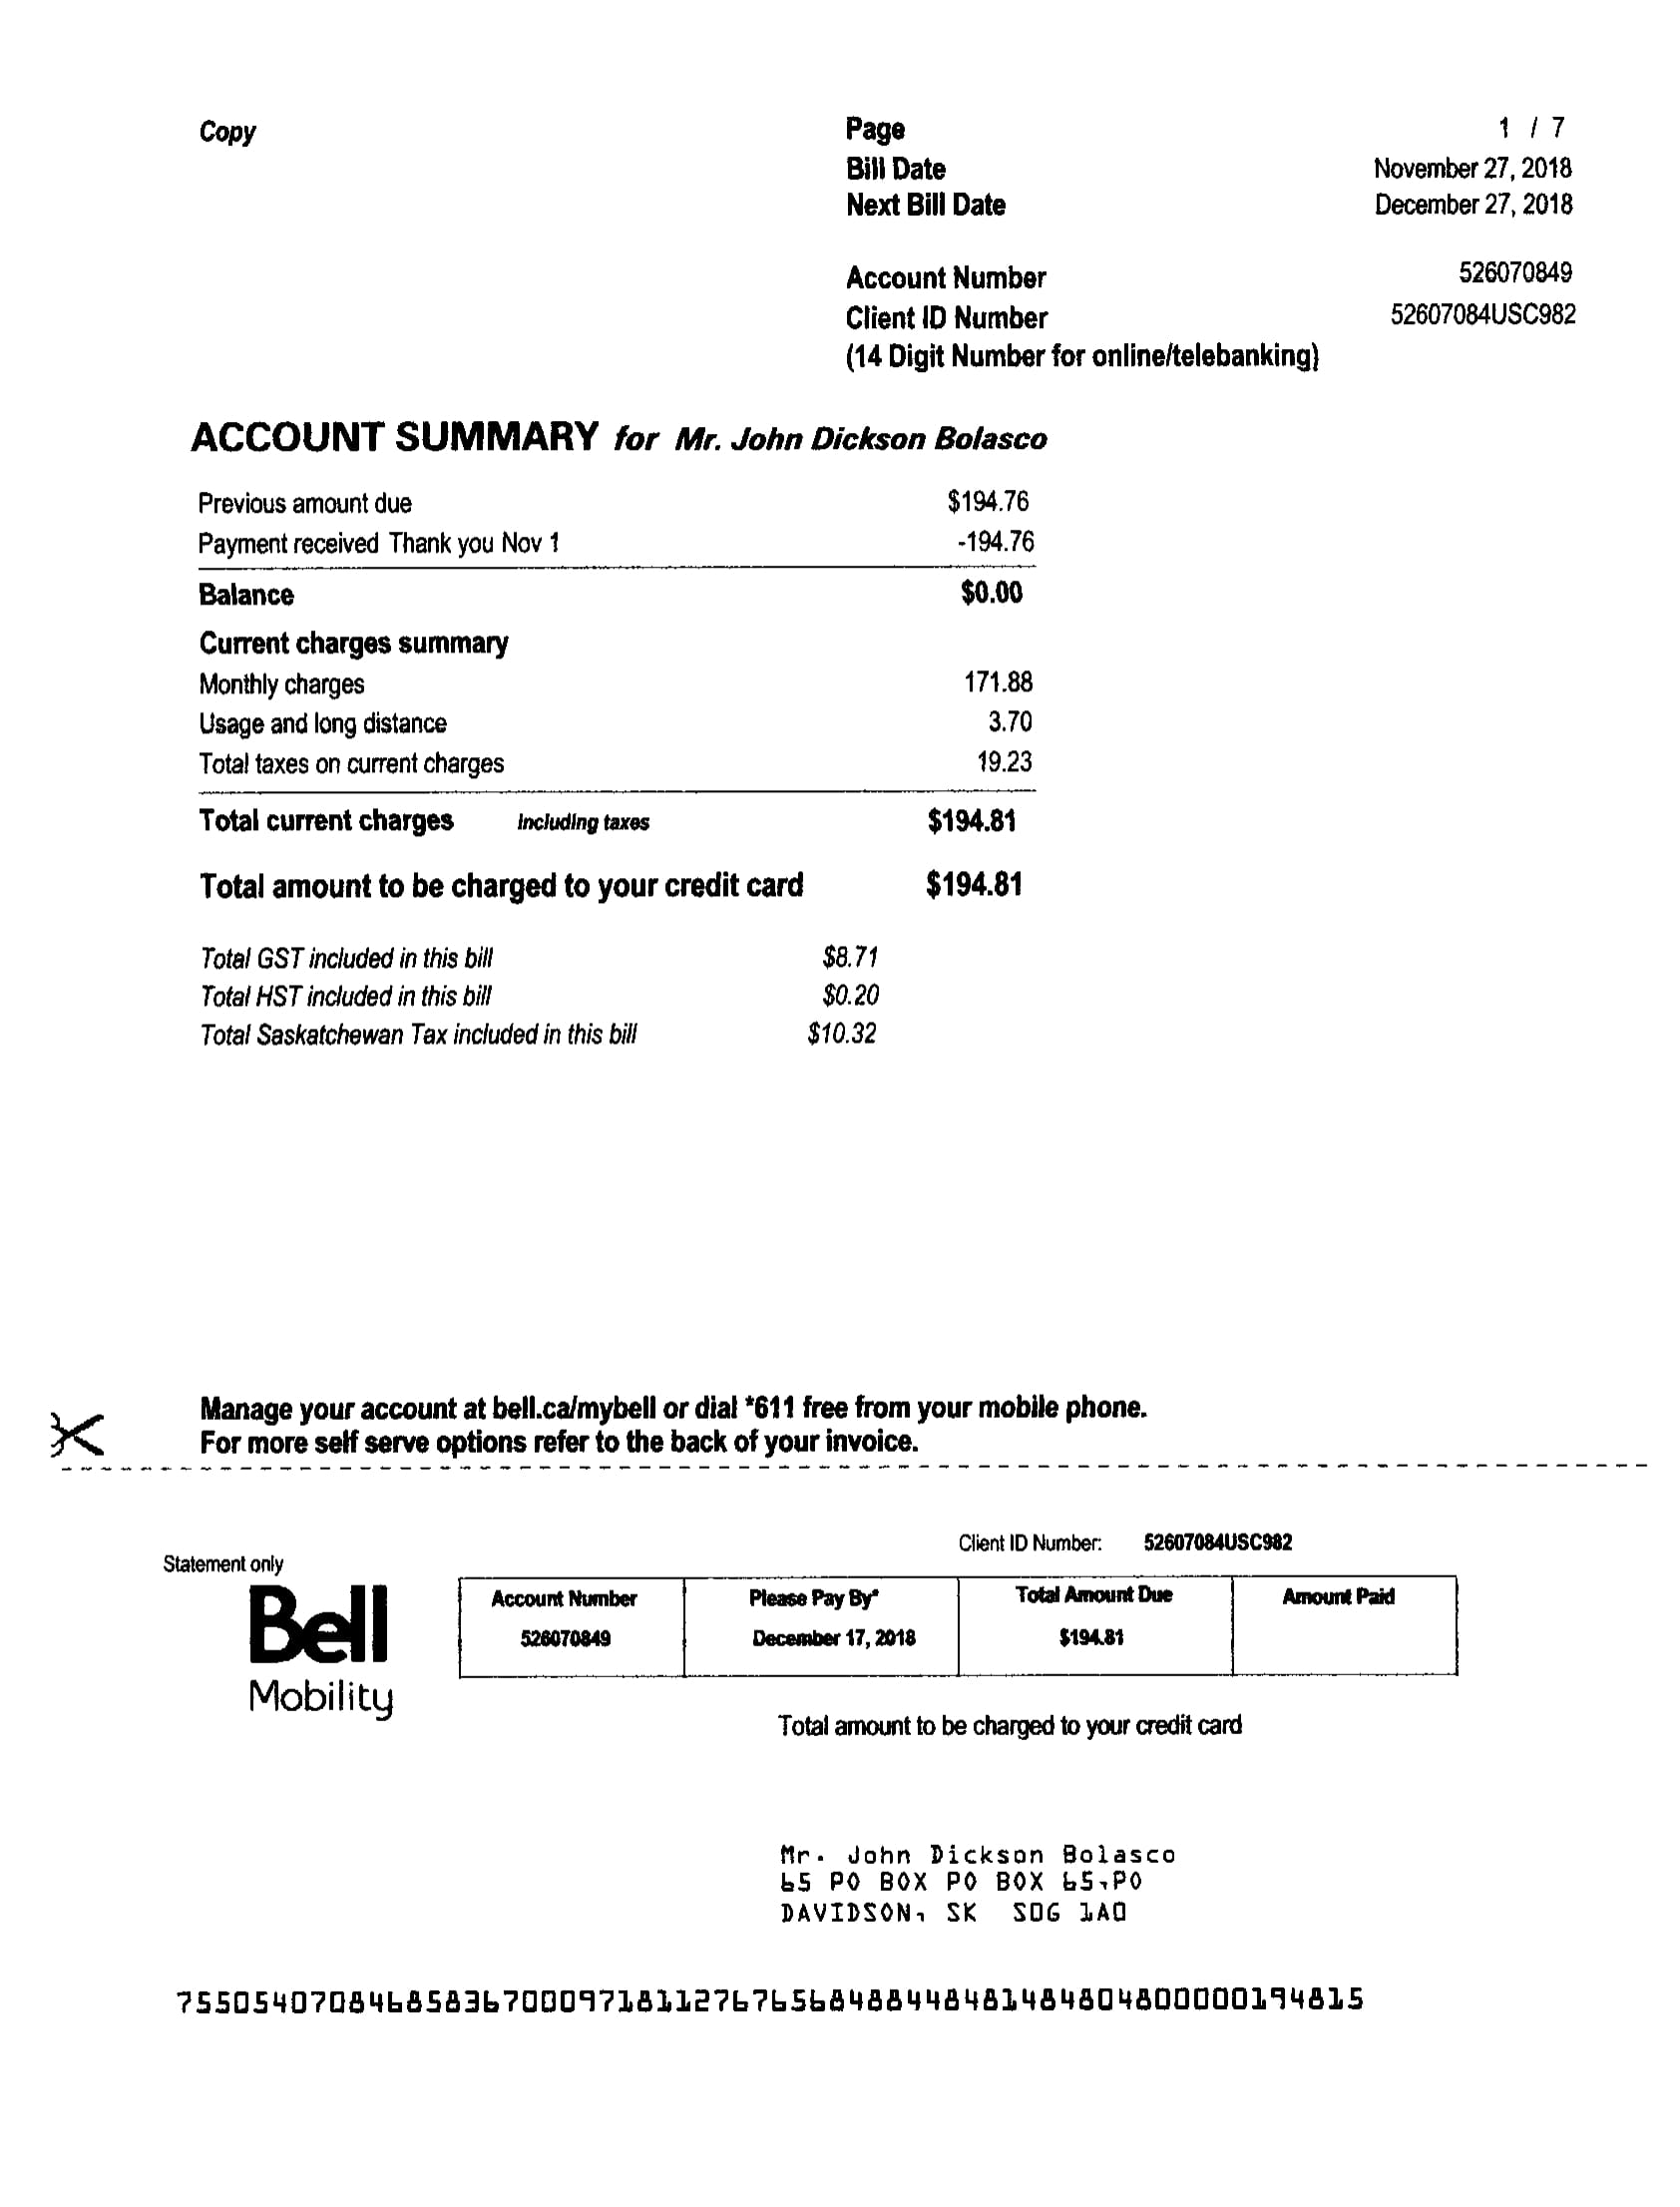 Copy
Page 1 / 7
Bill Date November 27, 2018
Next Bill Date December 27, 2018
Account Number 526070849
Client ID Number 52607084USC982
(14 Digit Number for online/telebanking)
ACCOUNT SUMMARY for Mr. John Dickson Bolasco
Previous amount due $194.76
Payment received Thank you Nov 1 -194.76
Balance $0.00
Current charges summary
Monthly charges 171.88
Usage and long distance 3.70
Total taxes on current charges 19.23
Total current charges Including taxes $194.81
Total amount to be charged to your credit card $194.81
Total GST included in this bill $8.71
Total HST included in this bill $0.20
Total Saskatchewan Tax included in this bill $10.32
Manage your account at bell.ca/mybell or dial *611 free from your mobile phone.
For more self serve options refer to the back of your invoice.
Client ID Number: 52607084USC982
Statement only
Bell
Mobility
Account Number Please Pay By* Total Amount Due Amount Paid
526070849 December 17, 2018 $194.81
Total amount to be charged to your credit card
Mr. John Dickson Bolasco
65 PO BOX PO BOX 65,PO
DAVIDSON, SK S0G 1A0
75505407084685836700097181127676568488448481484804800000194815